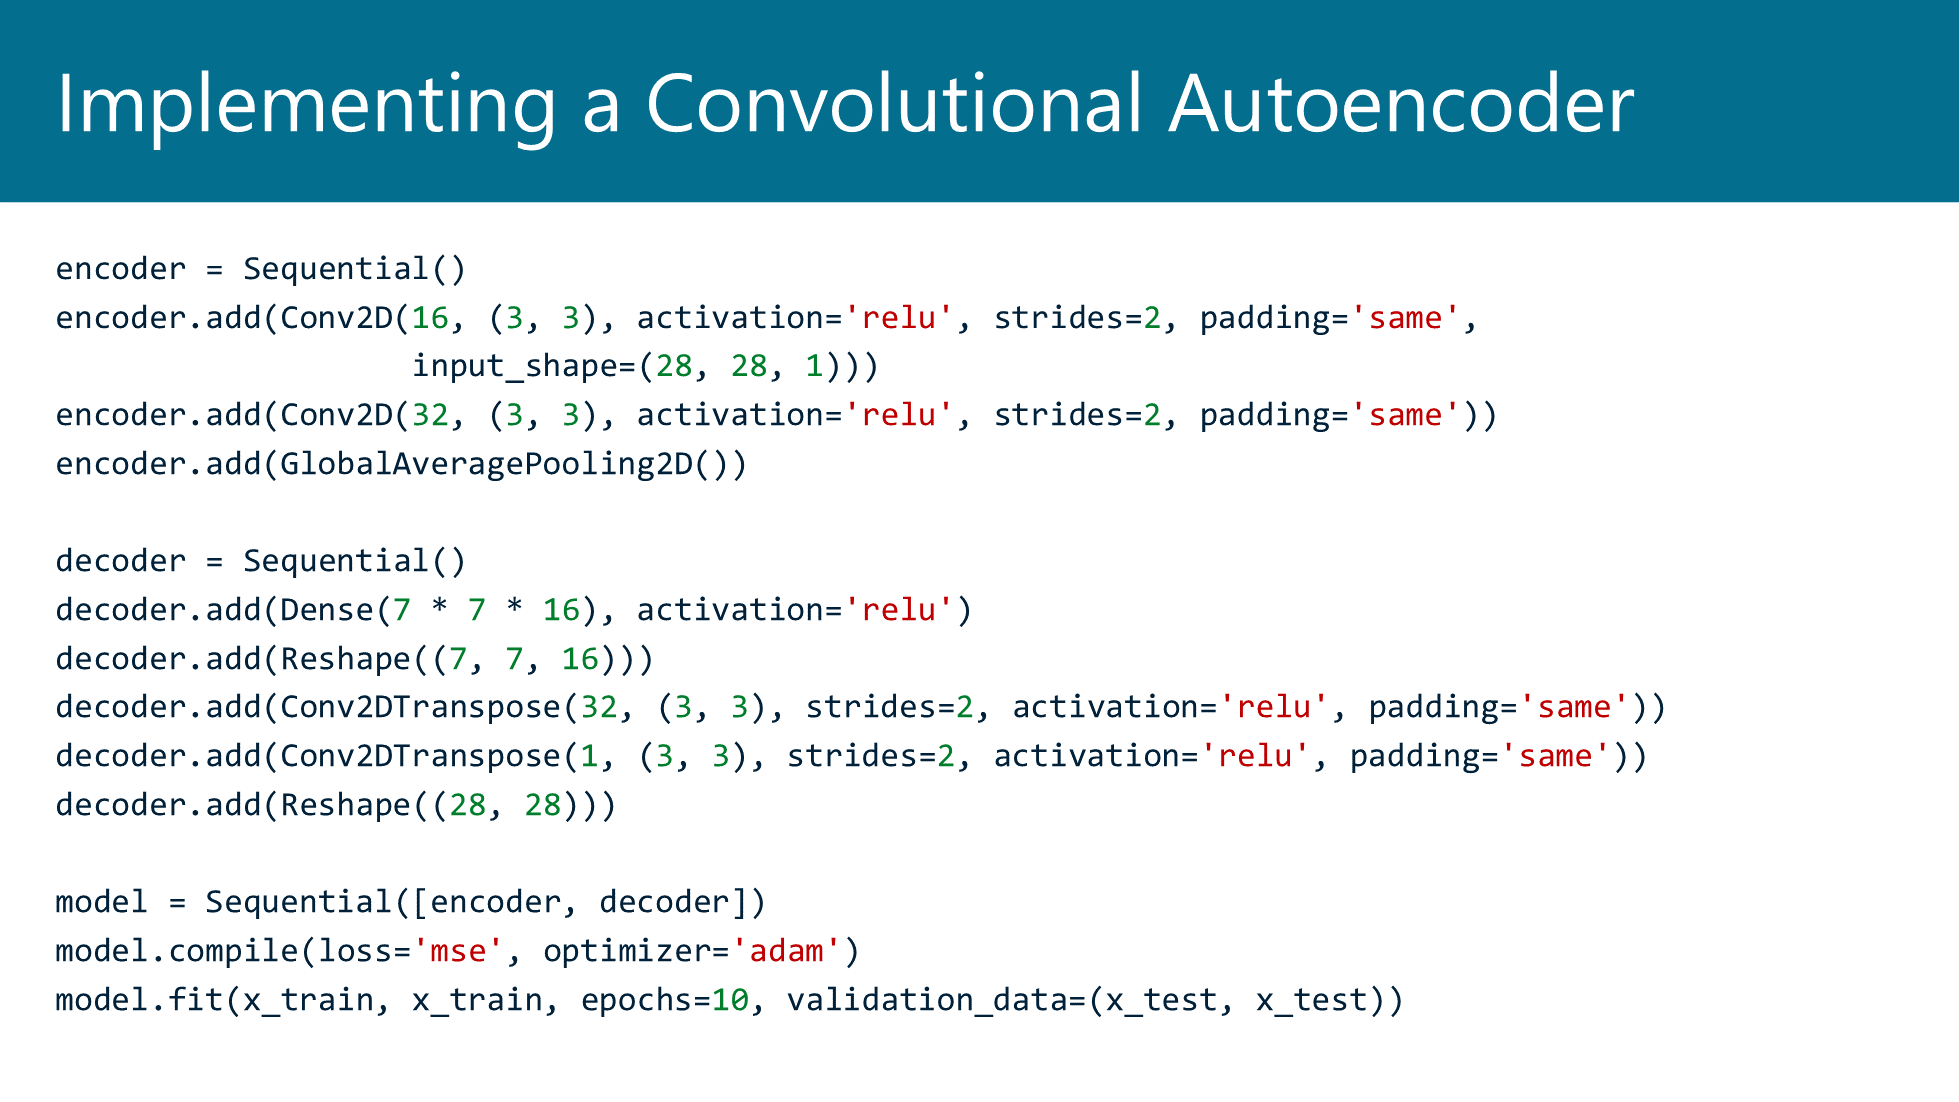 Implementing a Convolutional Autoencoder
encoder = Sequential()
encoder.add(Conv2D(16, (3, 3), activation='relu', strides=2, padding='same',
                   input_shape=(28, 28, 1)))
encoder.add(Conv2D(32, (3, 3), activation='relu', strides=2, padding='same'))
encoder.add(GlobalAveragePooling2D())
decoder = Sequential()
decoder.add(Dense(7 * 7 * 16), activation='relu')
decoder.add(Reshape((7, 7, 16)))
decoder.add(Conv2DTranspose(32, (3, 3), strides=2, activation='relu', padding='same'))
decoder.add(Conv2DTranspose(1, (3, 3), strides=2, activation='relu', padding='same'))
decoder.add(Reshape((28, 28)))
model = Sequential([encoder, decoder])
model.compile(loss='mse', optimizer='adam')
model.fit(x_train, x_train, epochs=10, validation_data=(x_test, x_test))